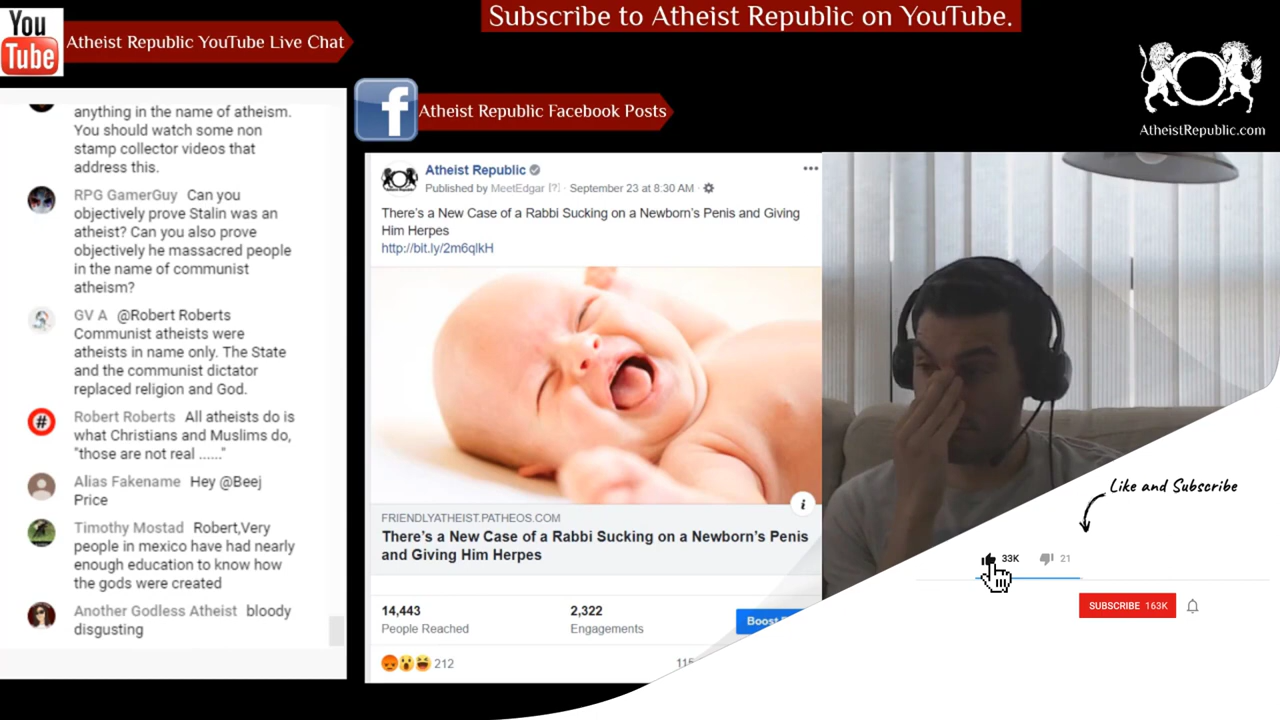 Subscribe to Atheist Republic on YouTube.
You
Tube
Atheist Republic YouTube Live Chat
AtheistRepublic.com
f
Atheist Republic Facebook Posts
anything in the name of atheism.
You should watch some non
stamp collector videos that
address this.
RPG GamerGuy Can you
objectively prove Stalin was an
atheist? Can you also prove
objectively he massacred people
in the name of communist
atheism?
GV A @Robert Roberts
Communist atheists were
atheists in name only. The State
and the communist dictator
replaced religion and God.
# Robert Roberts All atheists do is
what Christians and Muslims do,
"those are not real ......"
Alias Fakename Hey @Beej
Price
Timothy Mostad Robert,Very
people in mexico have had nearly
enough education to know how
the gods were created
Another Godless Atheist bloody
disgusting
Atheist Republic
Published by MeetEdgar [?] · September 23 at 8:30 AM ·
There's a New Case of a Rabbi Sucking on a Newborn's Penis and Giving
Him Herpes
http://bit.ly/2m6qlkH
i
FRIENDLYATHEIST.PATHEOS.COM
There's a New Case of a Rabbi Sucking on a Newborn's Penis
and Giving Him Herpes
14,443
People Reached
2,322
Engagements
Boost
212
Like and Subscribe
33K
21
SUBSCRIBE 163K